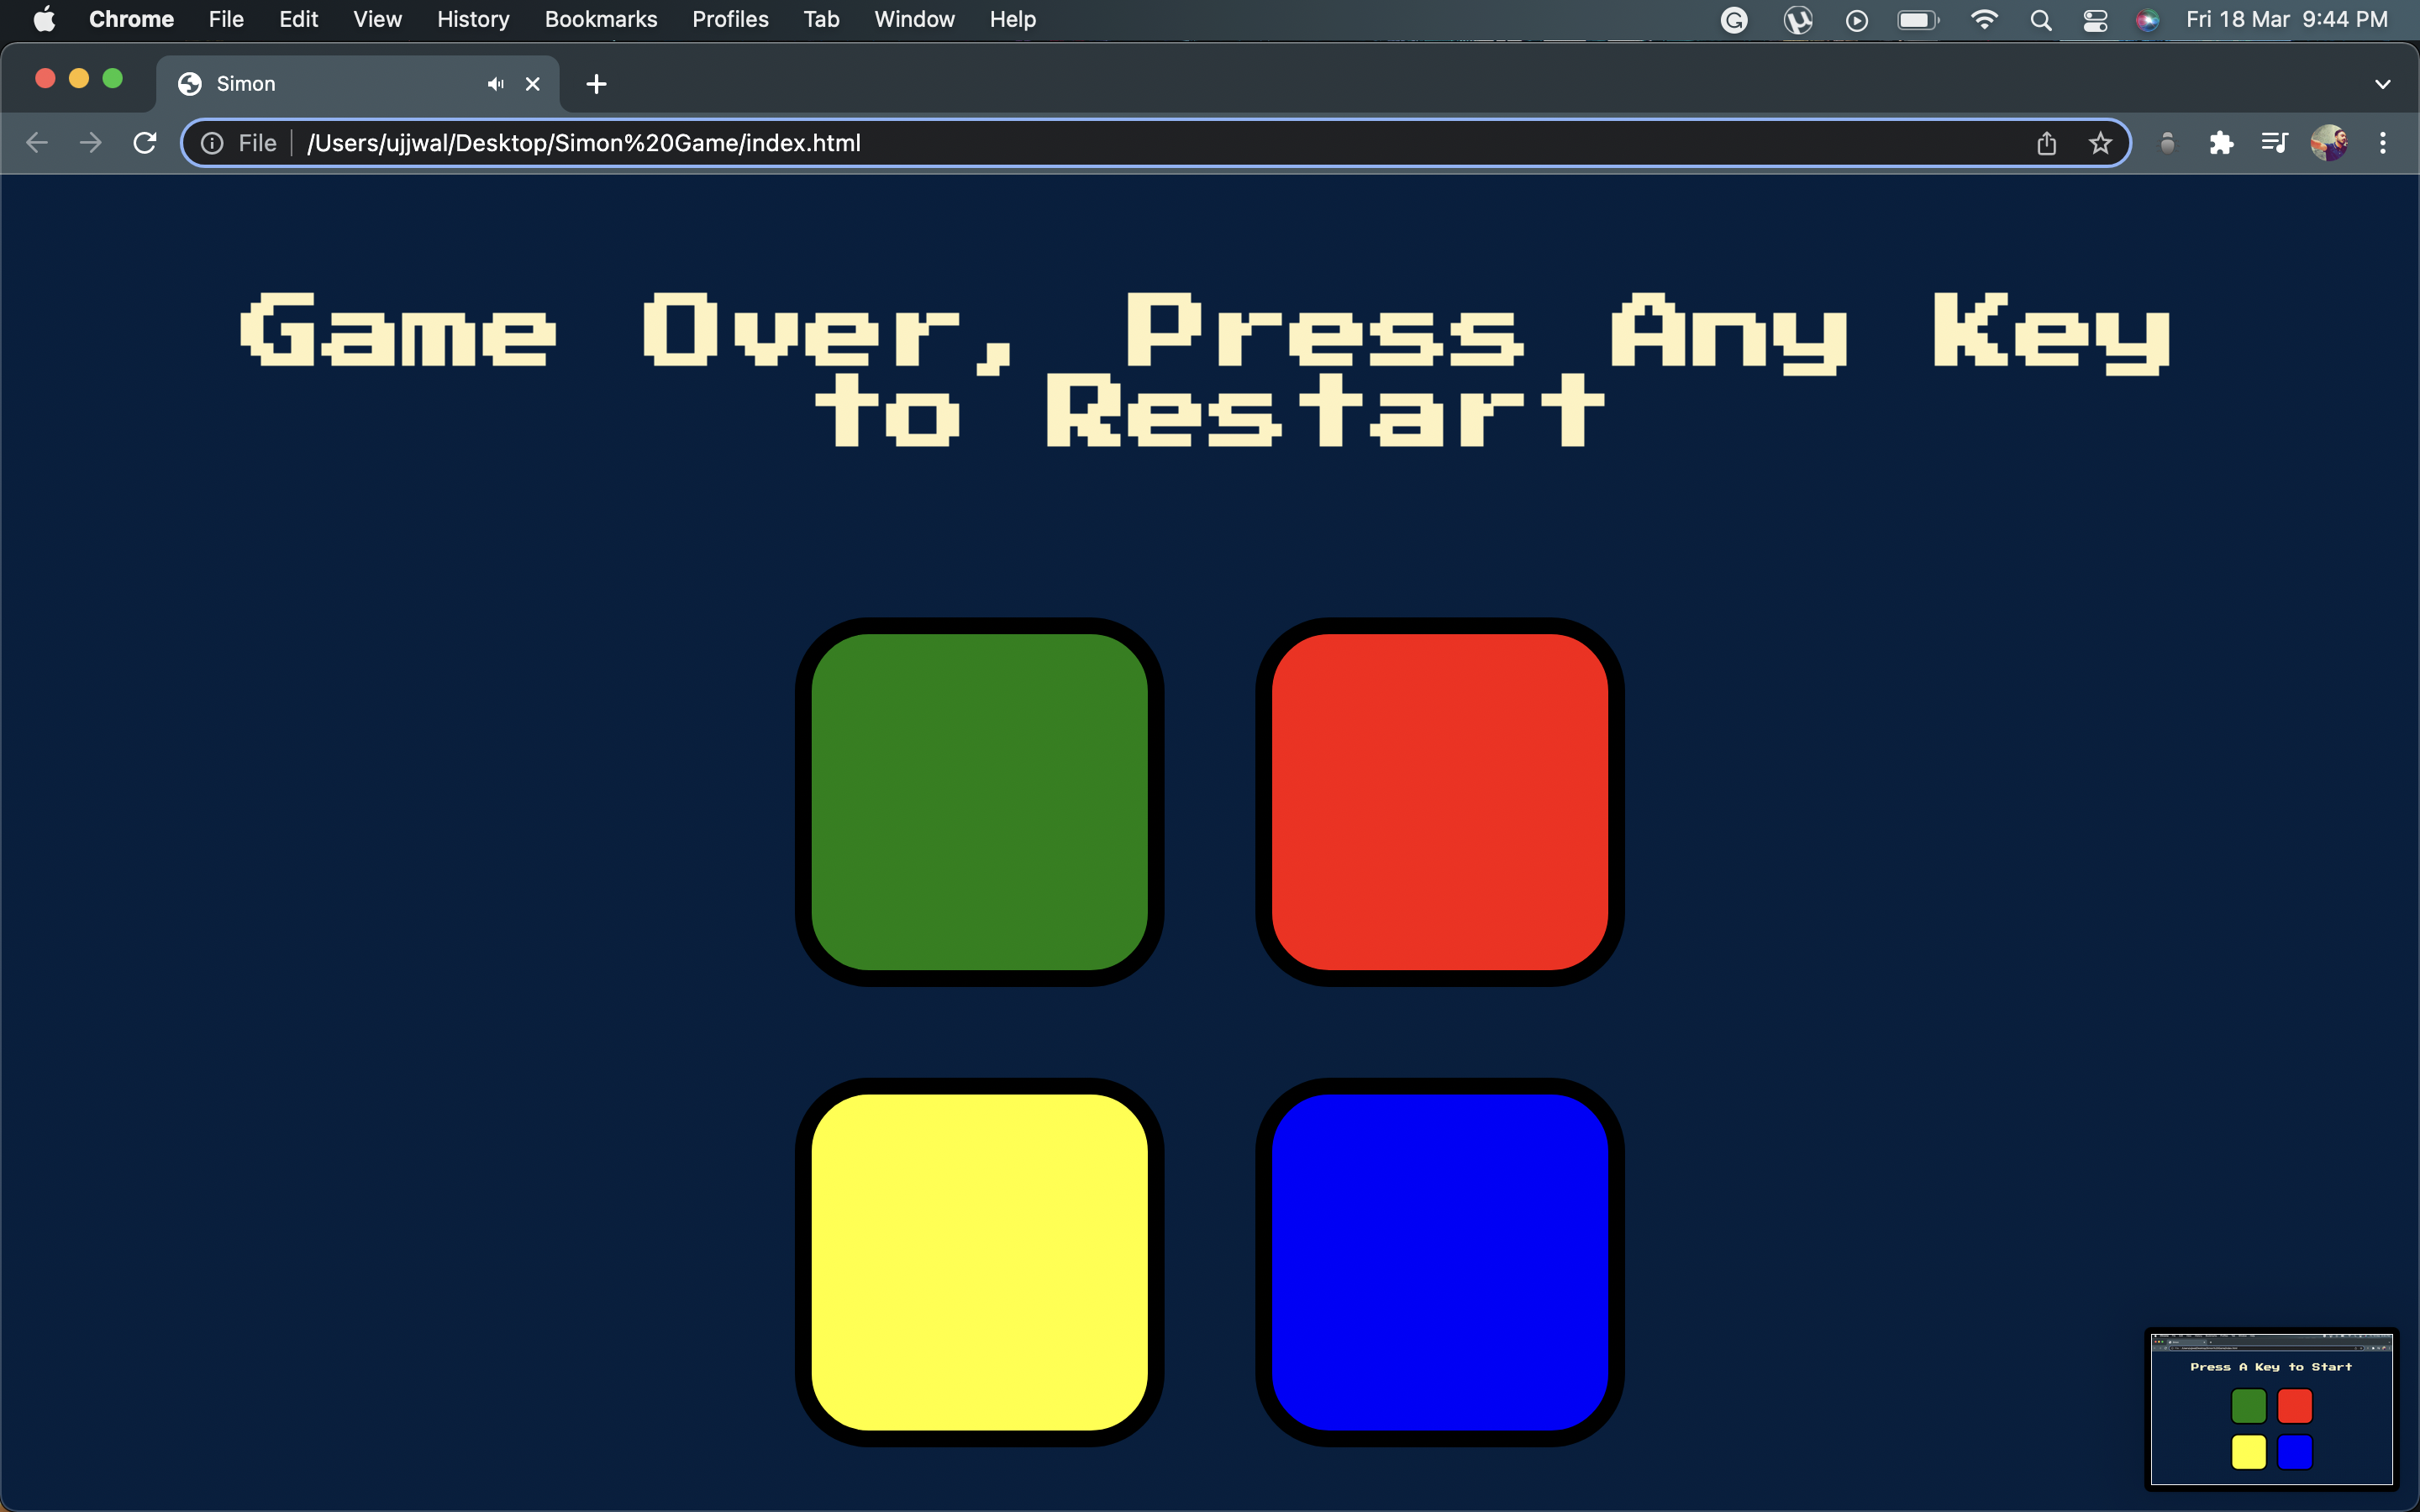 Chrome File Edit View History Bookmarks Profiles Tab Window Help Fri 18 Mar 9:44 PM
Simon
File /Users/ujjwal/Desktop/Simon%20Game/index.html
Game Over, Press Any Key
to Restart
Press A Key to Start